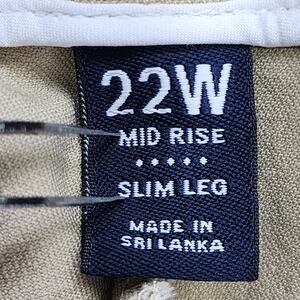 22W
MID RISE
•••••
SLIM LEG
MADE IN
SRI LANKA